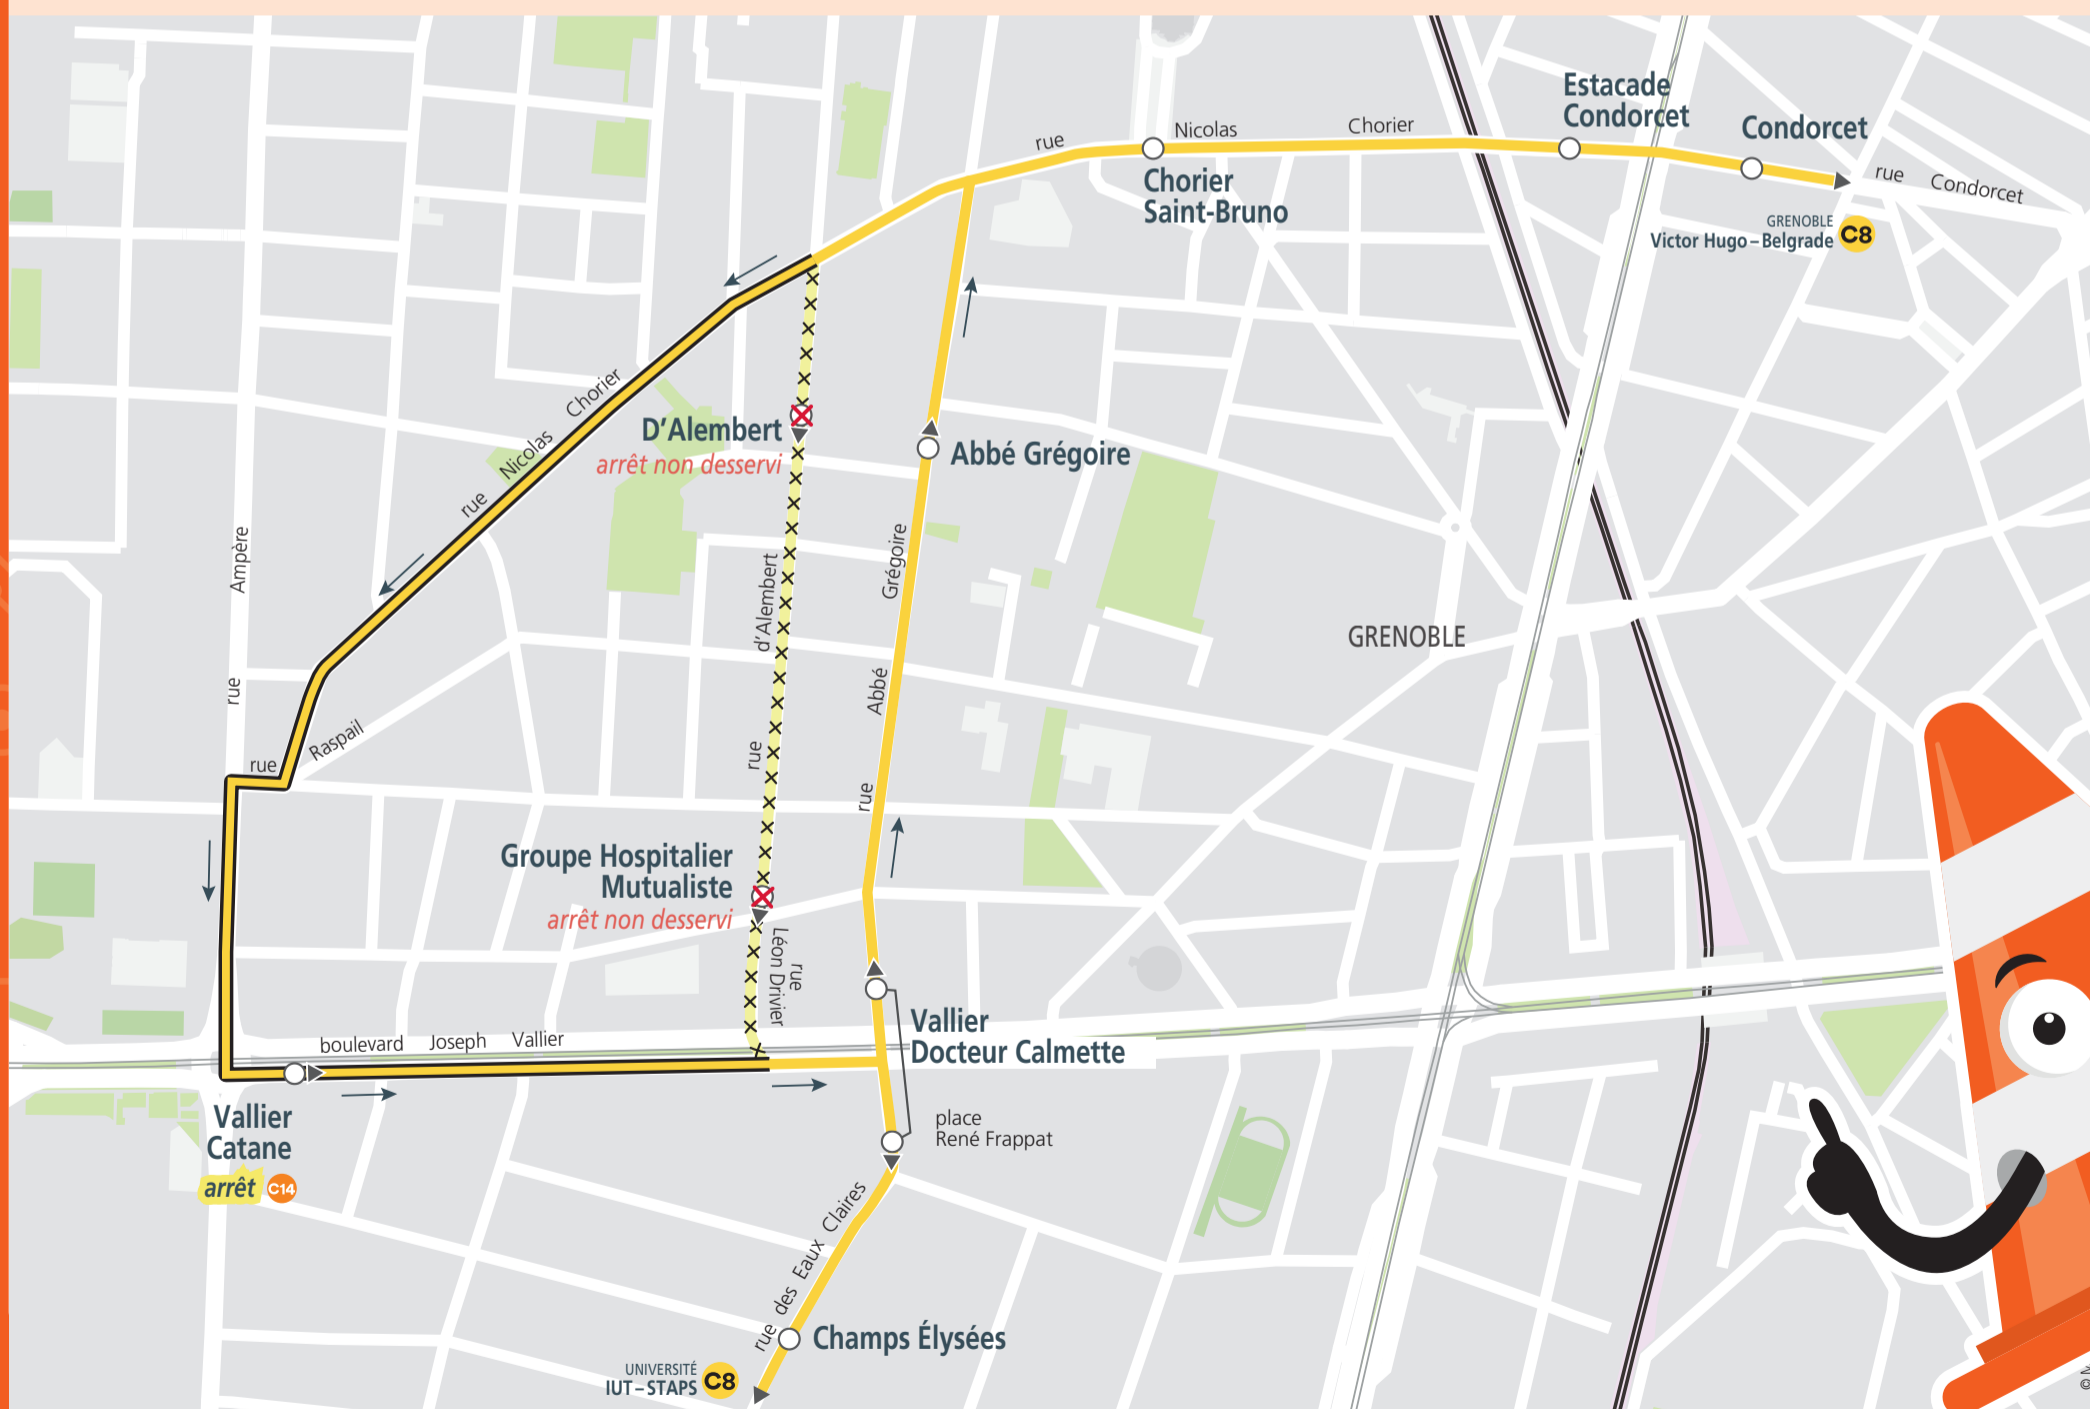 Estacade
Condorcet
Condorcet
rue Nicolas Chorier
Chorier
Saint-Bruno
rue Condorcet
GRENOBLE
Victor Hugo – Belgrade C8
rue Nicolas Chorier
D'Alembert
arrêt non desservi
Abbé Grégoire
rue Ampère
rue d'Alembert
rue Abbé Grégoire
GRENOBLE
rue Raspail
Groupe Hospitalier
Mutualiste
arrêt non desservi
rue
Léon Drivier
boulevard Joseph Vallier
Vallier
Docteur Calmette
Vallier
Catane
arrêt C14
place
René Frappat
rue des Eaux Claires
Champs Élysées
UNIVERSITÉ
IUT – STAPS C8